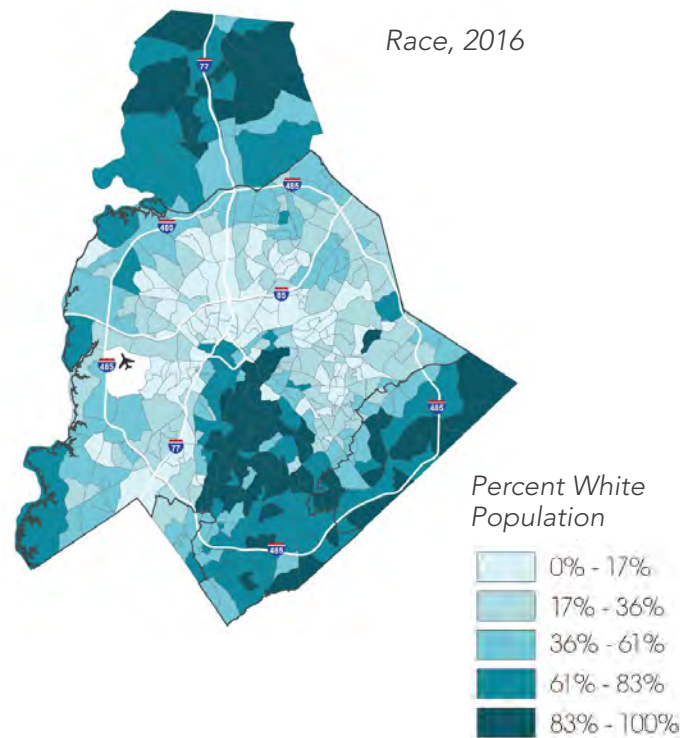 Race, 2016
77
485
485
85
485
485
77
485
Percent White
Population
0% - 17%
17% - 36%
36% - 61%
61% - 83%
83% - 100%